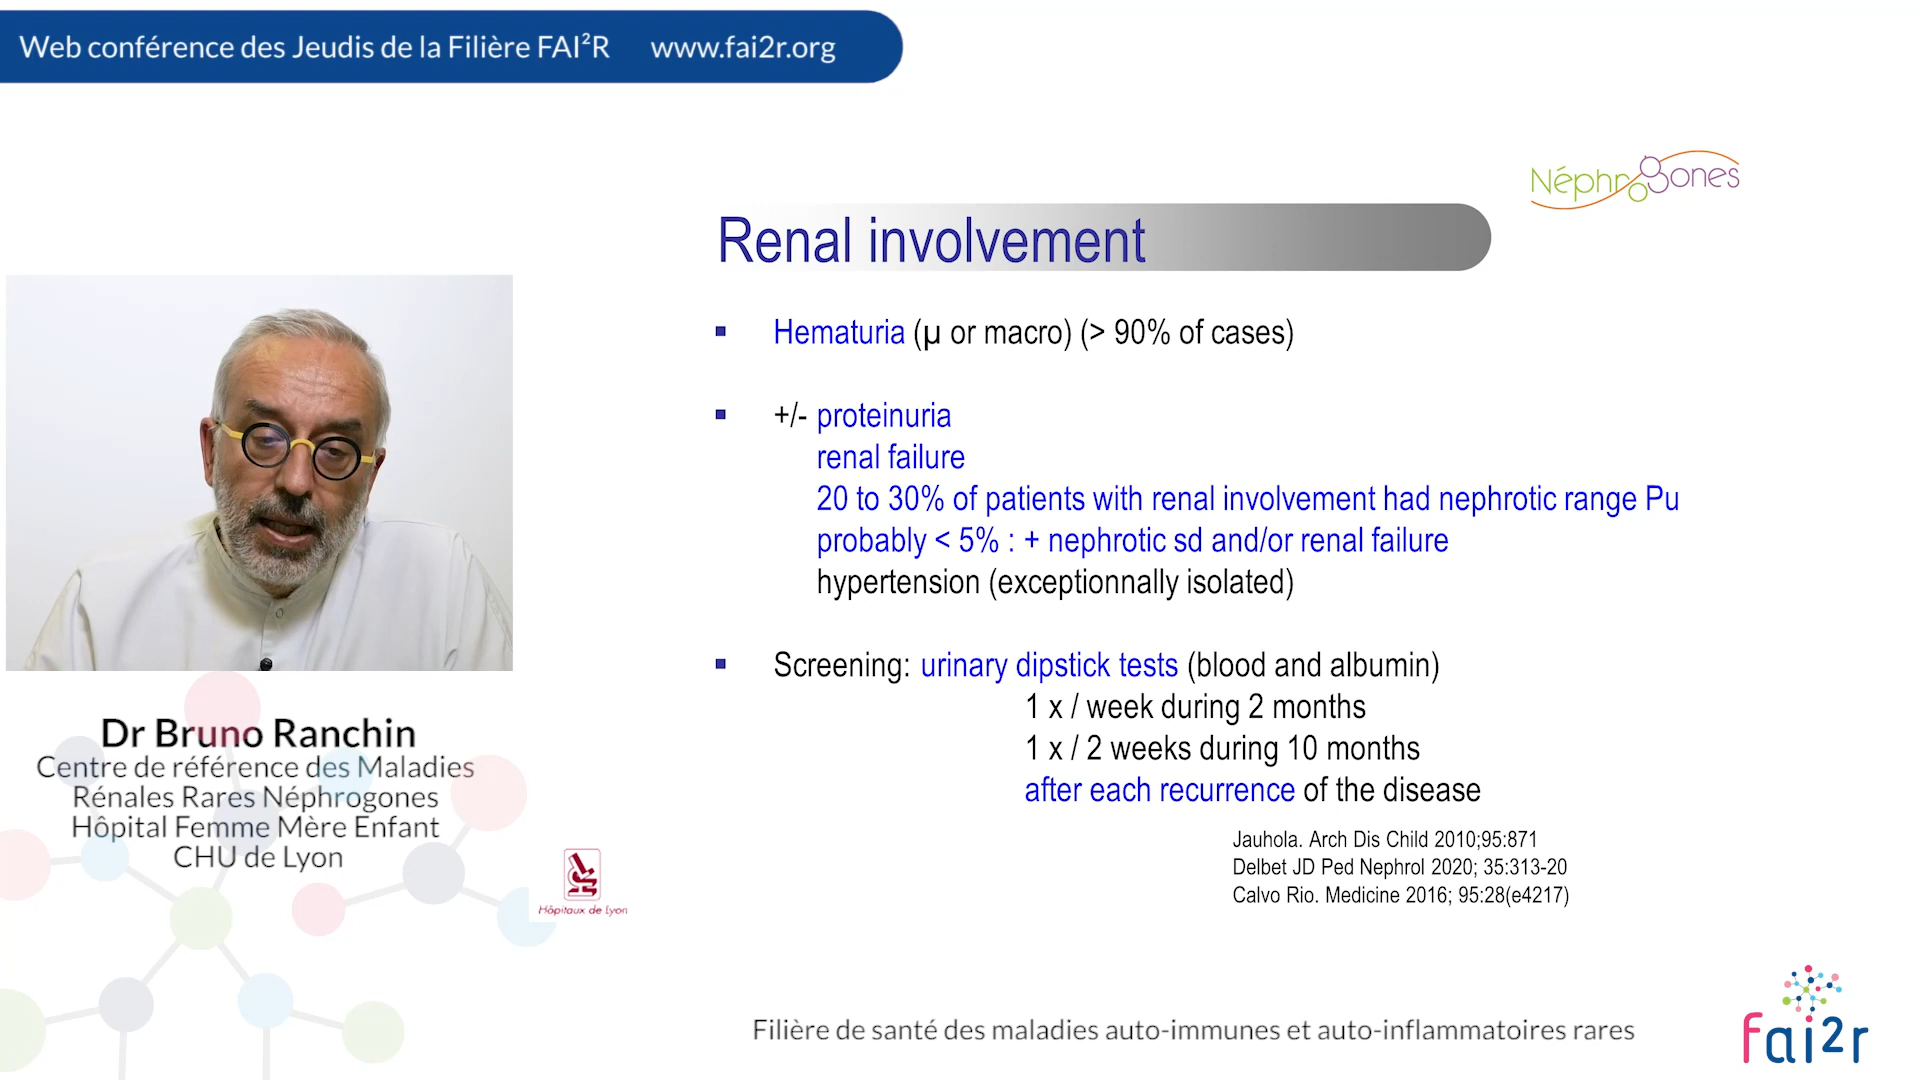 Web conférence des Jeudis de la Filière FAI²R www.fai2r.org
Néphrogones
Renal involvement
Hematuria (µ or macro) (> 90% of cases)
+/- proteinuria
renal failure
20 to 30% of patients with renal involvement had nephrotic range Pu
probably < 5% : + nephrotic sd and/or renal failure
hypertension (exceptionnally isolated)
Screening: urinary dipstick tests (blood and albumin)
1 x / week during 2 months
1 x / 2 weeks during 10 months
after each recurrence of the disease
Jauhola. Arch Dis Child 2010;95:871
Delbet JD Ped Nephrol 2020; 35:313-20
Calvo Rio. Medicine 2016; 95:28(e4217)
Dr Bruno Ranchin
Centre de référence des Maladies
Rénales Rares Néphrogones
Hôpital Femme Mère Enfant
CHU de Lyon
Hôpitaux de Lyon
Filière de santé des maladies auto-immunes et auto-inflammatoires rares
fai2r